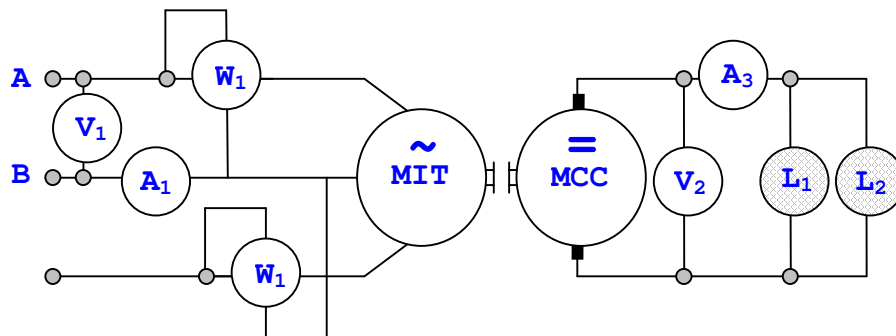 A
W₁
A₃
V₁
~
MIT
=
MCC
B
A₁
V₂
L₁
L₂
W₁